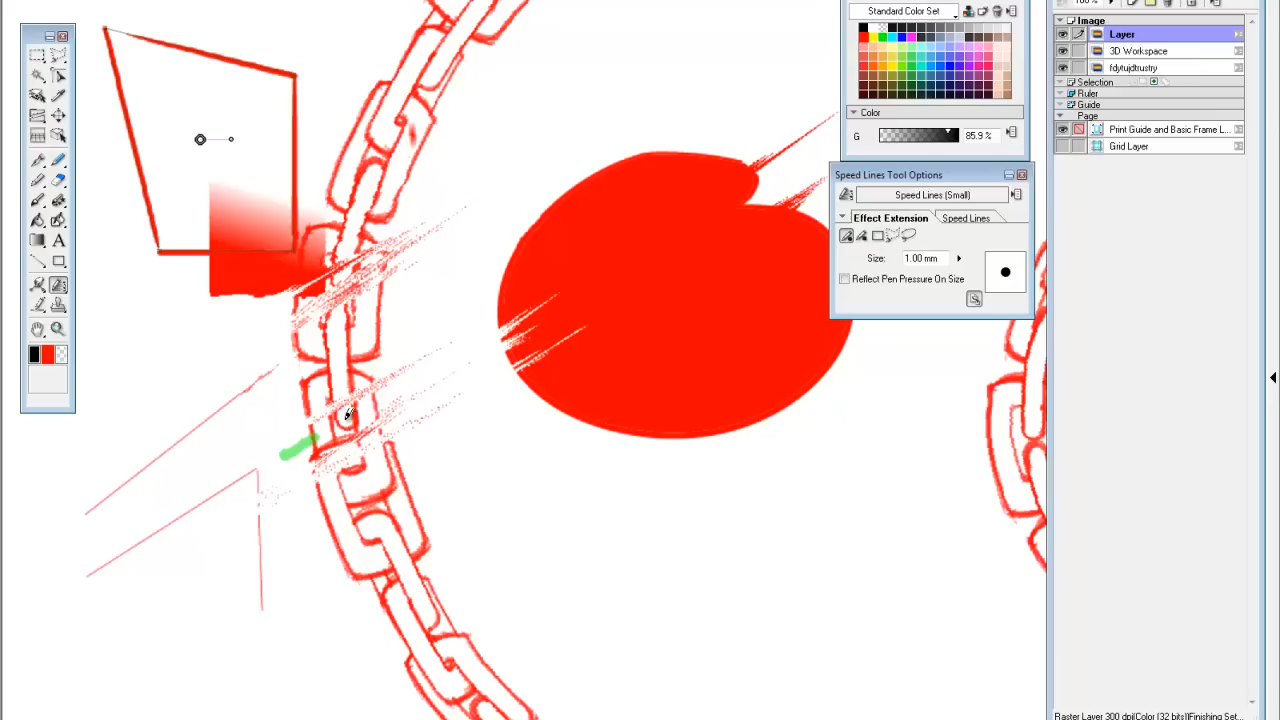 Standard Color Set
Color
G
85.9 %
Speed Lines Tool Options
Speed Lines (Small)
Effect Extension
Speed Lines
Size:
1.00 mm
Reflect Pen Pressure On Size
A
Image
Layer
3D Workspace
fdytujdtrustry
Selection
Ruler
Guide
Page
Print Guide and Basic Frame L...
Grid Layer
Raster Layer 300 dpi[Color (32 bits)]Finishing Set